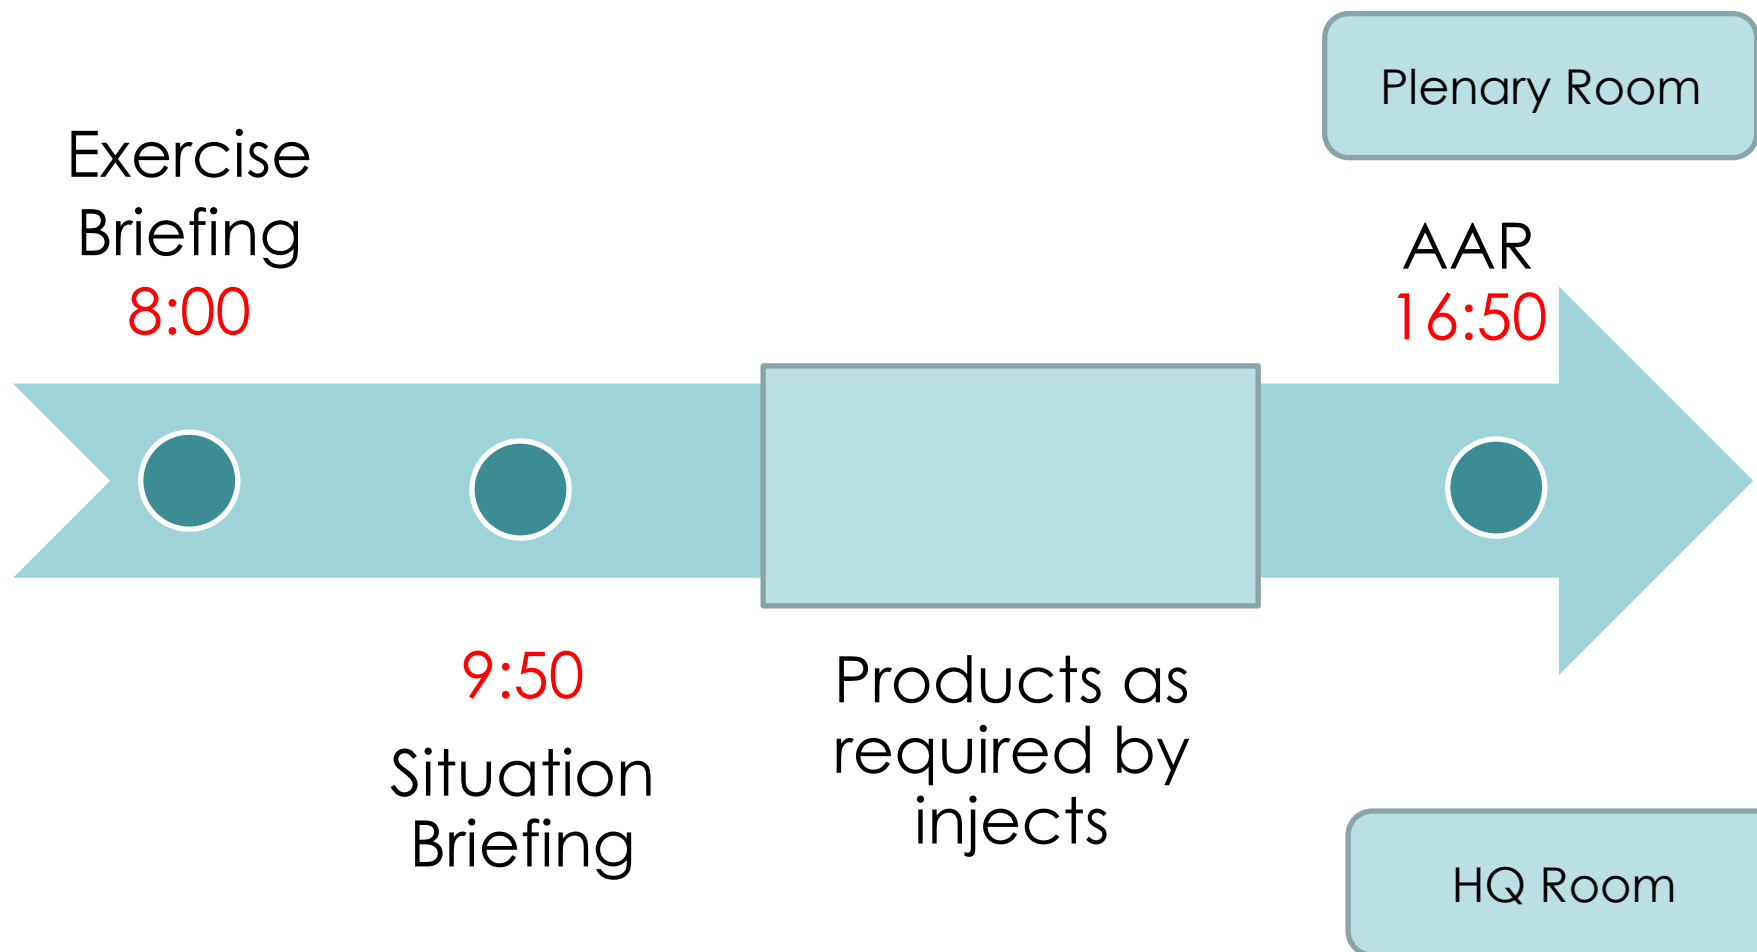 Plenary Room
Exercise
Briefing
8:00
AAR
16:50
9:50
Situation
Briefing
Products as
required by
injects
HQ Room